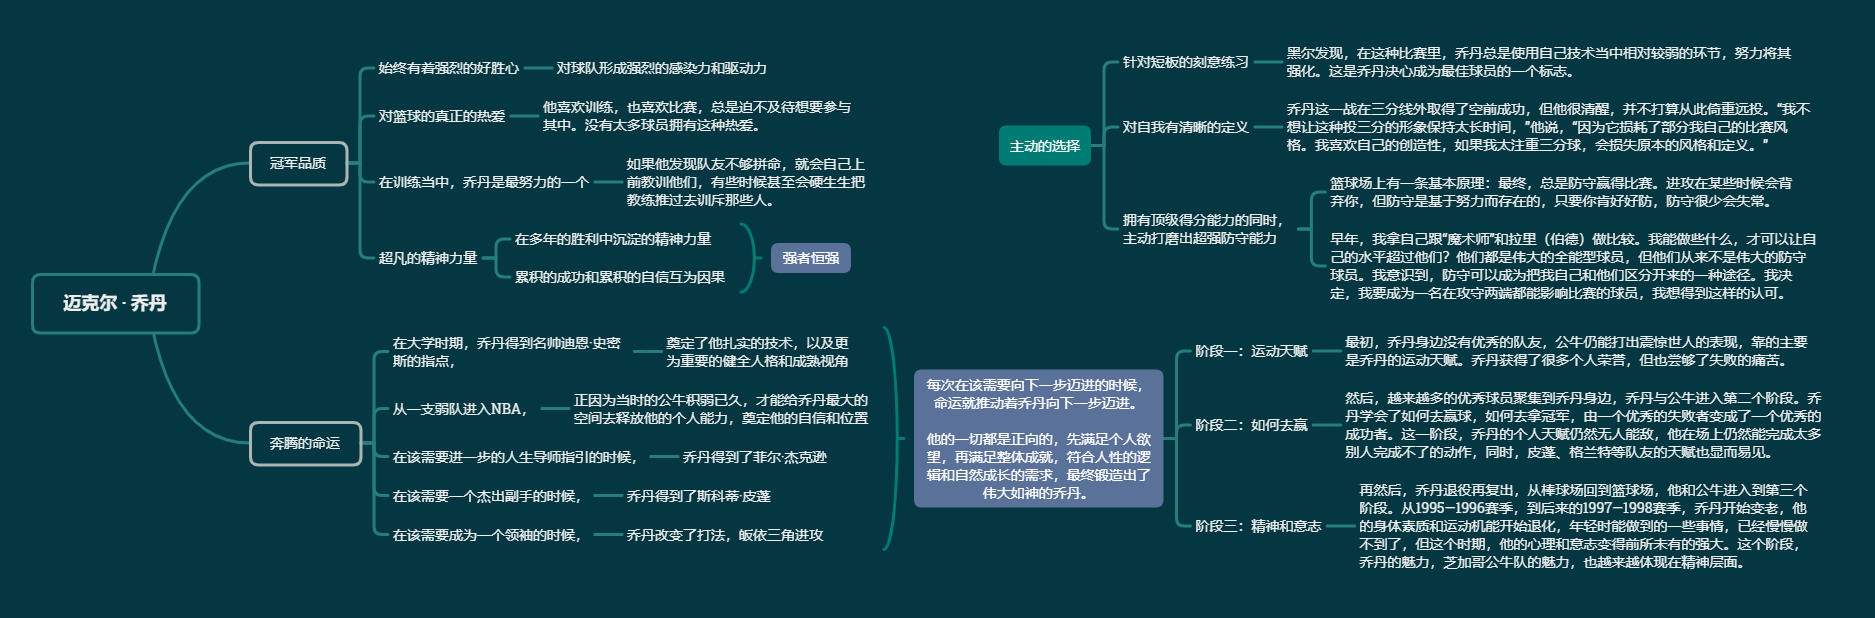 迈克尔·乔丹
冠军品质
始终有着强烈的好胜心
对球队形成强烈的感染力和驱动力
对篮球的真正的热爱
他喜欢训练，也喜欢比赛，总是迫不及待想要参与
其中。没有太多球员拥有这种热爱。
在训练当中，乔丹是最努力的一个
如果他发现队友不够拼命，就会自己上
前教训他们，有些时候甚至会硬生生把
教练推过去训斥那些人。
超凡的精神力量
在多年的胜利中沉淀的精神力量
累积的成功和累积的自信互为因果
强者恒强
奔腾的命运
在大学时期，乔丹得到名帅迪恩·史密
斯的指点，
奠定了他扎实的技术，以及更
为重要的健全人格和成熟视角
从一支弱队进入NBA，
正因为当时的公牛积弱已久，才能给乔丹最大的
空间去释放他的个人能力，奠定他的自信和位置
在该需要进一步的人生导师指引的时候，
乔丹得到了菲尔·杰克逊
在该需要一个杰出副手的时候，
乔丹得到了斯科蒂·皮蓬
在该需要成为一个领袖的时候，
乔丹改变了打法，皈依三角进攻
每次在该需要向下一步迈进的时候，
命运就推动着乔丹向下一步迈进。
他的一切都是正向的，先满足个人欲
望，再满足整体成就，符合人性的逻
辑和自然成长的需求，最终锻造出了
伟大如神的乔丹。
阶段一：运动天赋
最初，乔丹身边没有优秀的队友，公牛仍能打出震惊世人的表现，靠的主要
是乔丹的运动天赋。乔丹获得了很多个人荣誉，但也尝够了失败的痛苦。
阶段二：如何去赢
然后，越来越多的优秀球员聚集到乔丹身边，乔丹与公牛进入第二个阶段。乔
丹学会了如何去赢球，如何去拿冠军，由一个优秀的失败者变成了一个优秀的
成功者。这一阶段，乔丹的个人天赋仍然无人能敌，他在场上仍然能完成太多
别人完成不了的动作，同时，皮蓬、格兰特等队友的天赋也显而易见。
阶段三：精神和意志
再然后，乔丹退役再复出，从棒球场回到篮球场，他和公牛进入到第三个
阶段。从1995—1996赛季，到后来的1997—1998赛季，乔丹开始变老，他
的身体素质和运动机能开始退化，年轻时能做到的一些事情，已经慢慢做
不到了，但这个时期，他的心理和意志变得前所未有的强大。这个阶段，
乔丹的魅力，芝加哥公牛队的魅力，也越来越体现在精神层面。
主动的选择
针对短板的刻意练习
黑尔发现，在这种比赛里，乔丹总是使用自己技术当中相对较弱的环节，努力将其
强化。这是乔丹决心成为最佳球员的一个标志。
对自我有清晰的定义
乔丹这一战在三分线外取得了空前成功，但他很清醒，并不打算从此倚重远投。“我不
想让这种投三分的形象保持太长时间，”他说，“因为它损耗了部分我自己的比赛风
格。我喜欢自己的创造性，如果我太注重三分球，会损失原本的风格和定义。”
拥有顶级得分能力的同时，
主动打磨出超强防守能力
篮球场上有一条基本原理：最终，总是防守赢得比赛。进攻在某些时候会背
弃你，但防守是基于努力而存在的，只要你肯好好防，防守很少会失常。
早年，我拿自己跟“魔术师”和拉里（伯德）做比较。我能做些什么，才可以让自
己的水平超过他们？他们都是伟大的全能型球员，但他们从来不是伟大的防守
球员。我意识到，防守可以成为把我自己和他们区分开来的一种途径。我决
定，我要成为一名在攻守两端都能影响比赛的球员，我想得到这样的认可。